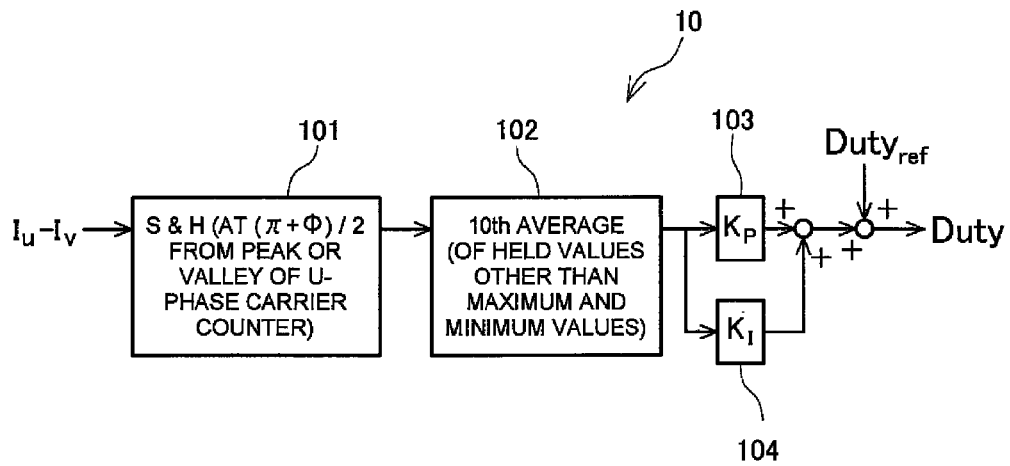 10
101
102
103
Duty_ref
I_u−I_v
S & H (AT (π+Φ) / 2
FROM PEAK OR
VALLEY OF U-
PHASE CARRIER
COUNTER)
10th AVERAGE
(OF HELD VALUES
OTHER THAN
MAXIMUM AND
MINIMUM VALUES)
K_P
+
+
+
+
Duty
K_I
104